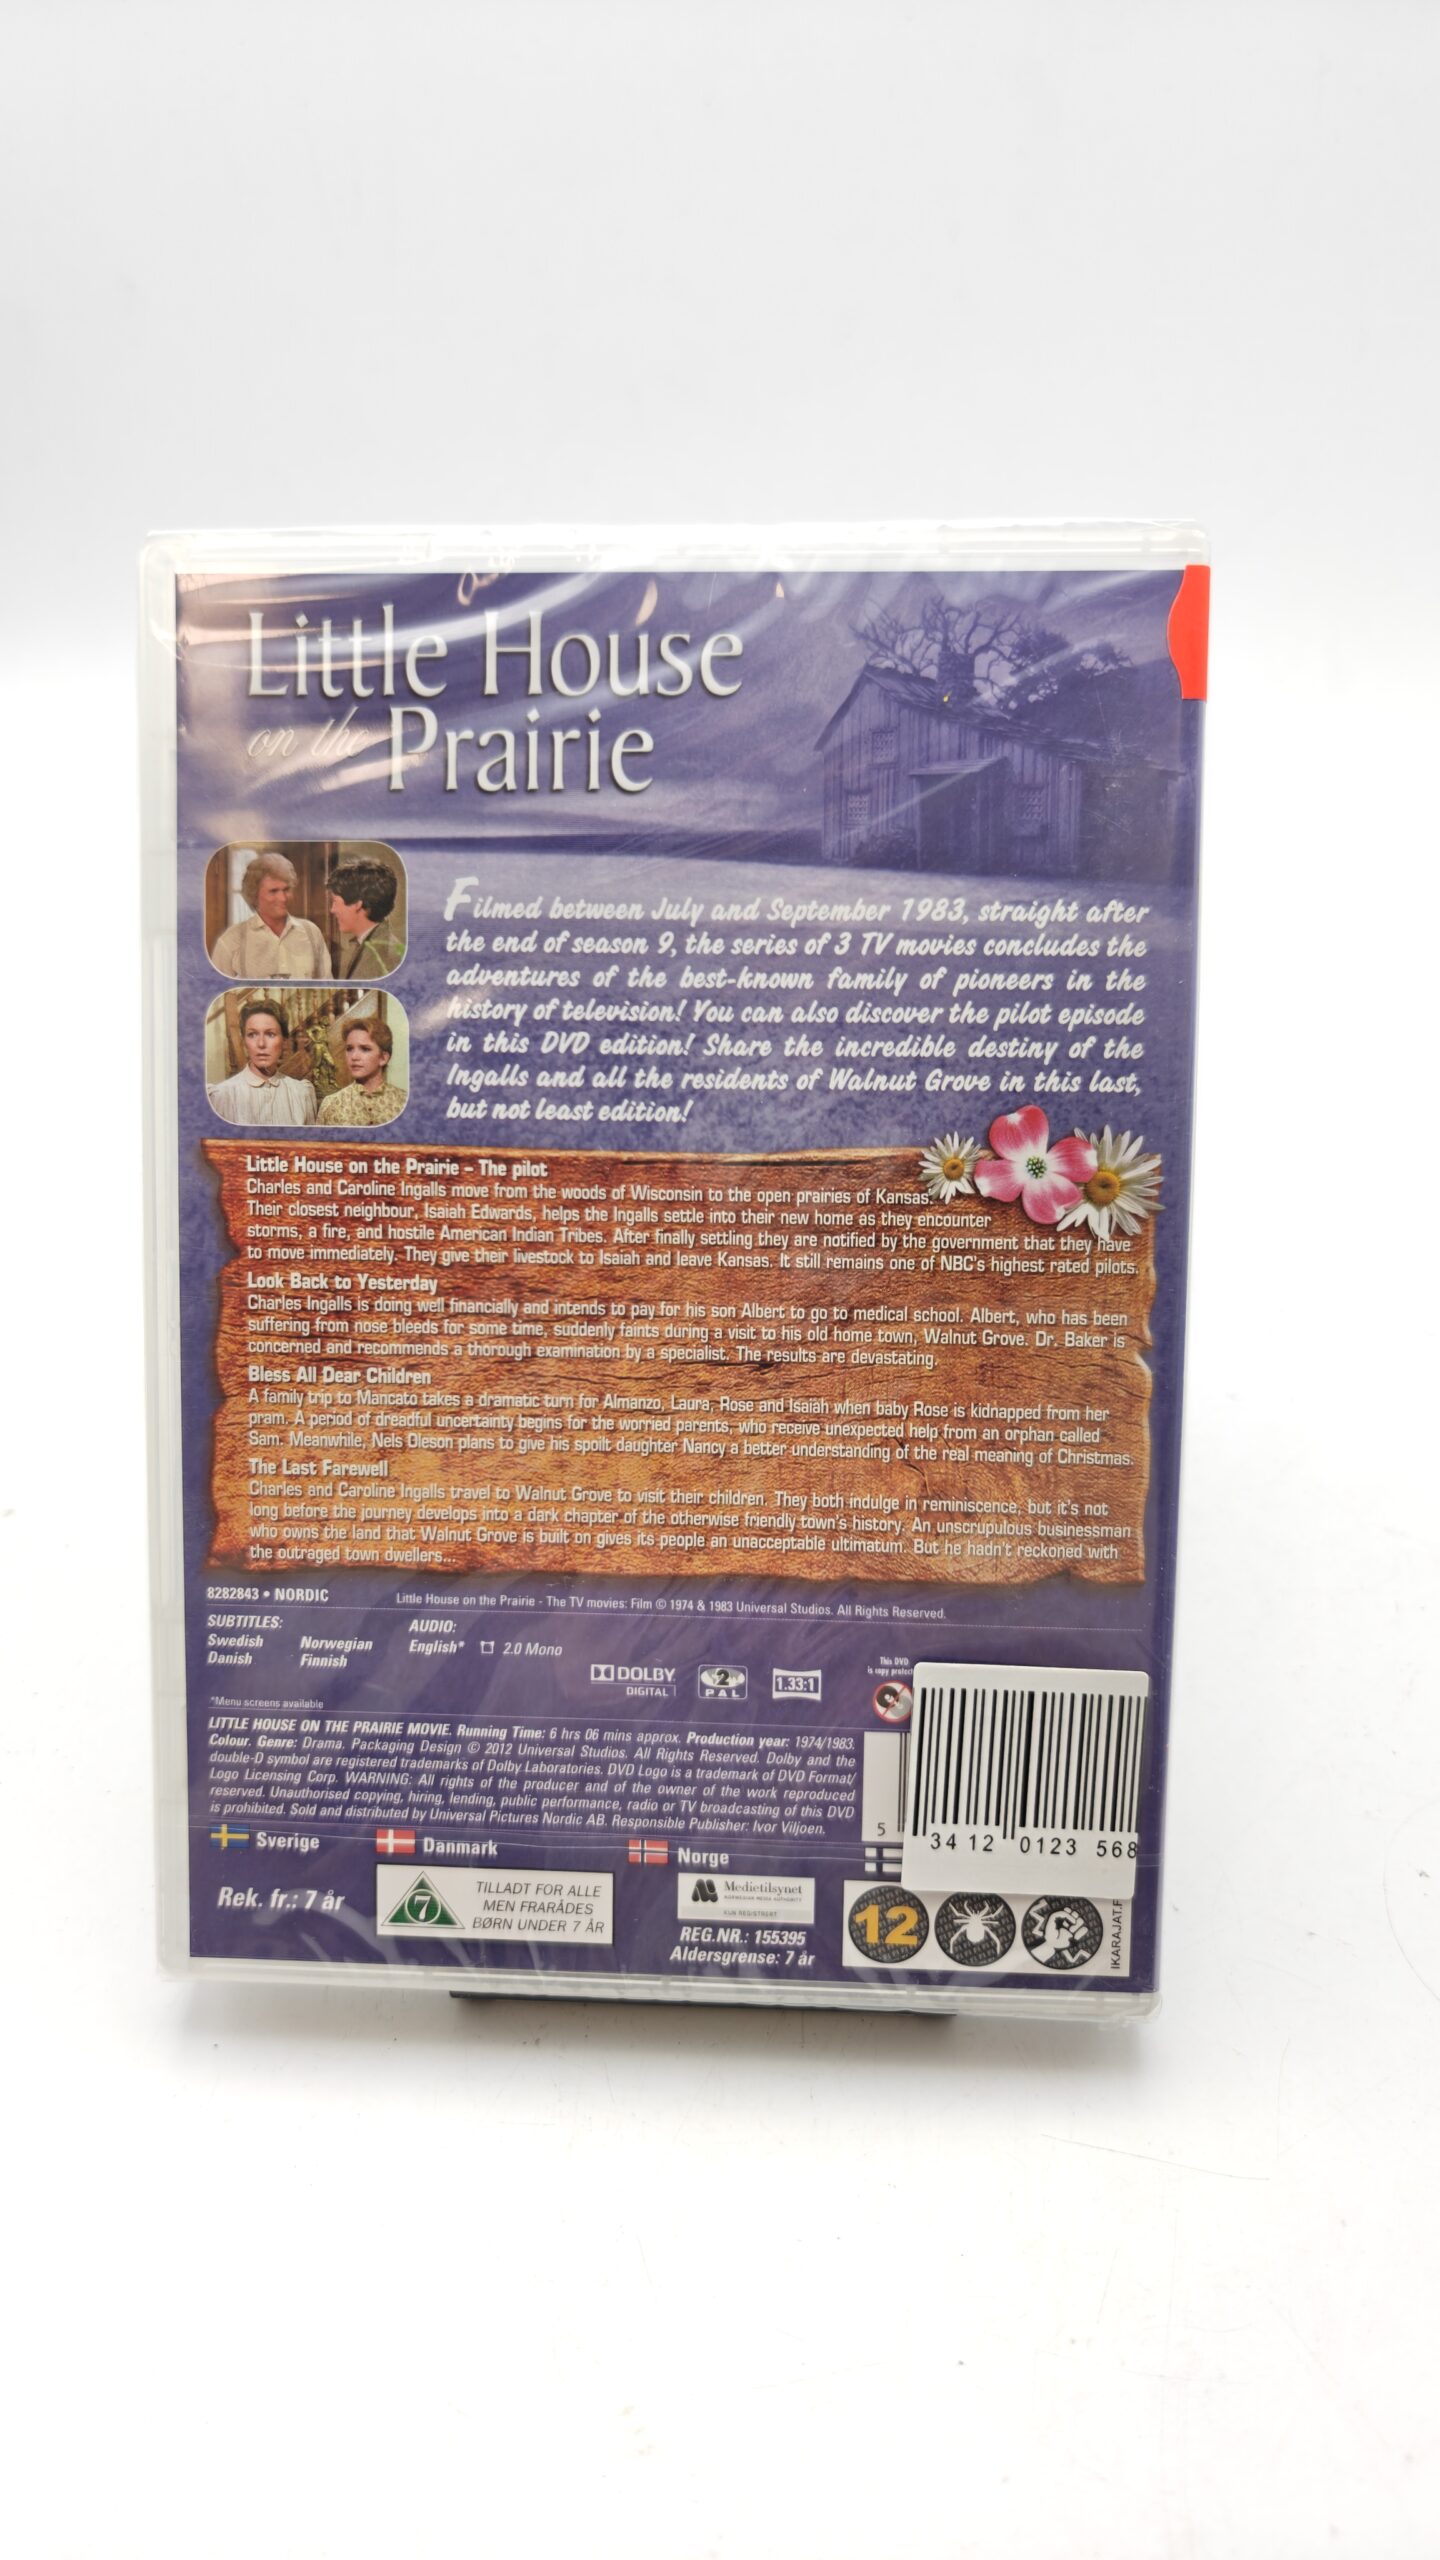 Little House
on the Prairie
Filmed between July and September 1983, straight after
the end of season 9, the series of 3 TV movies concludes the
adventures of the best-known family of pioneers in the
history of television! You can also discover the pilot episode
in this DVD edition! Share the incredible destiny of the
Ingalls and all the residents of Walnut Grove in this last,
but not least edition!
Little House on the Prairie – The pilot
Charles and Caroline Ingalls move from the woods of Wisconsin to the open prairies of Kansas.
Their closest neighbour, Isaiah Edwards, helps the Ingalls settle into their new home as they encounter
storms, a fire, and hostile American Indian Tribes. After finally settling they are notified by the government that they have
to move immediately. They give their livestock to Isaiah and leave Kansas. It still remains one of NBC's highest rated pilots.
Look Back to Yesterday
Charles Ingalls is doing well financially and intends to pay for his son Albert to go to medical school. Albert, who has been
suffering from nose bleeds for some time, suddenly faints during a visit to his old home town, Walnut Grove. Dr. Baker is
concerned and recommends a thorough examination by a specialist. The results are devastating.
Bless All Dear Children
A family trip to Mancato takes a dramatic turn for Almanzo, Laura, Rose and Isaiah when baby Rose is kidnapped from her
pram. A period of dreadful uncertainty begins for the worried parents, who receive unexpected help from an orphan called
Sam. Meanwhile, Nels Oleson plans to give his spoilt daughter Nancy a better understanding of the real meaning of Christmas.
The Last Farewell
Charles and Caroline Ingalls travel to Walnut Grove to visit their children. They both indulge in reminiscence, but it's not
long before the journey develops into a dark chapter of the otherwise friendly town's history. An unscrupulous businessman
who owns the land that Walnut Grove is built on gives its people an unacceptable ultimatum. But he hadn't reckoned with
the outraged town dwellers...
8282843 • NORDIC
Little House on the Prairie - The TV movies: Film © 1974 & 1983 Universal Studios. All Rights Reserved.
SUBTITLES:
Swedish Norwegian
Danish Finnish
AUDIO:
English* 2.0 Mono
DOLBY
DIGITAL
2
PAL
1.33:1
This DVD
is copy
*Menu screens available
LITTLE HOUSE ON THE PRAIRIE MOVIE. Running Time: 6 hrs 06 mins approx. Production year: 1974/1983.
Colour. Genre: Drama. Packaging Design © 2012 Universal Studios. All Rights Reserved. Dolby and the
double-D symbol are registered trademarks of Dolby Laboratories. DVD Logo is a trademark of DVD Format/
Logo Licensing Corp. WARNING: All rights of the producer and of the owner of the work reproduced
reserved. Unauthorised copying, hiring, lending, public performance, radio or TV broadcasting of this DVD
is prohibited. Sold and distributed by Universal Pictures Nordic AB. Responsible Publisher: Ivor Viljoen.
5
34 12 0123 568
Sverige
Danmark
Norge
Rek. fr.: 7 år
7
TILLADT FOR ALLE
MEN FRARÅDES
BØRN UNDER 7 ÅR
Medietilsynet
NORWEGIAN MEDIA AUTHORITY
KUN REGISTRERT
REG.NR.: 155395
Aldersgrense: 7 år
12
IKARAJAT.F